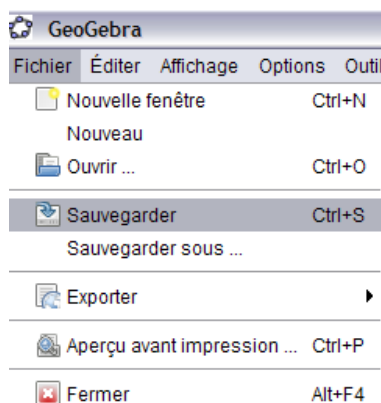 GeoGebra
Fichier Éditer Affichage Options Outil
Nouvelle fenêtre Ctrl+N
Nouveau
Ouvrir ... Ctrl+O
Sauvegarder Ctrl+S
Sauvegarder sous ...
Exporter
Aperçu avant impression ... Ctrl+P
Fermer Alt+F4